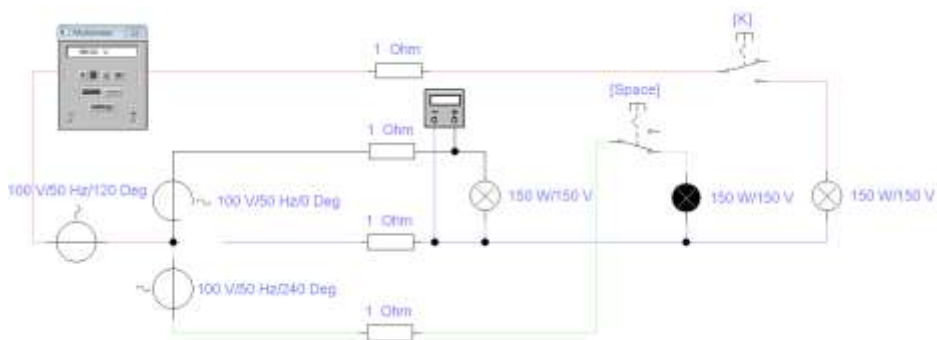 Multimeter
[K]
1 Ohm
[Space]
1 Ohm
100 V/50 Hz/120 Deg
100 V/50 Hz/0 Deg
150 W/150 V
150 W/150 V
150 W/150 V
1 Ohm
100 V/50 Hz/240 Deg
1 Ohm